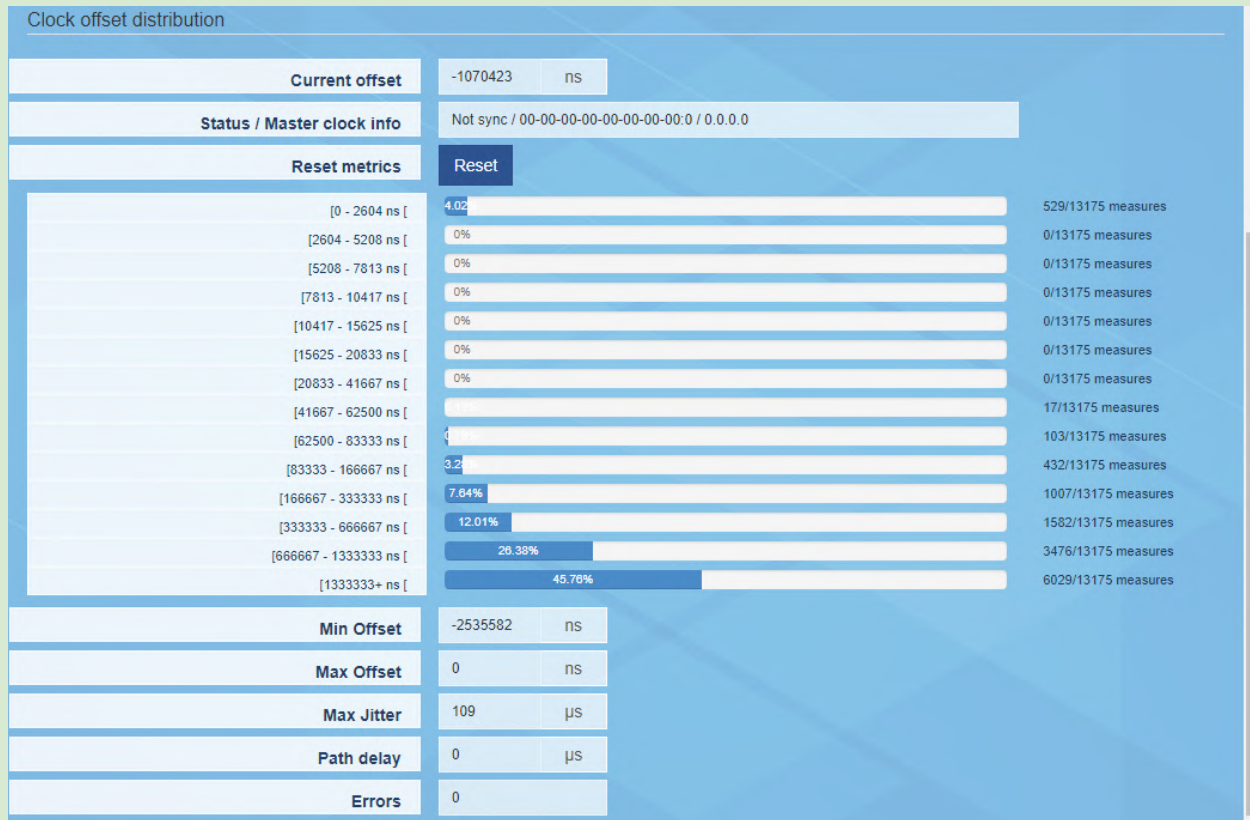 Clock offset distribution
Current offset -1070423 ns
Status / Master clock info Not sync / 00-00-00-00-00-00-00-00:0 / 0.0.0.0
Reset metrics Reset
[0 - 2604 ns [ 4.02 529/13175 measures
[2604 - 5208 ns [ 0% 0/13175 measures
[5208 - 7813 ns [ 0% 0/13175 measures
[7813 - 10417 ns [ 0% 0/13175 measures
[10417 - 15625 ns [ 0% 0/13175 measures
[15625 - 20833 ns [ 0% 0/13175 measures
[20833 - 41667 ns [ 0% 0/13175 measures
[41667 - 62500 ns [ 17/13175 measures
[62500 - 83333 ns [ 103/13175 measures
[83333 - 166667 ns [ 3.28% 432/13175 measures
[166667 - 333333 ns [ 7.64% 1007/13175 measures
[333333 - 666667 ns [ 12.01% 1582/13175 measures
[666667 - 1333333 ns [ 26.38% 3476/13175 measures
[1333333+ ns [ 45.76% 6029/13175 measures
Min Offset -2535582 ns
Max Offset 0 ns
Max Jitter 109 µs
Path delay 0 µs
Errors 0